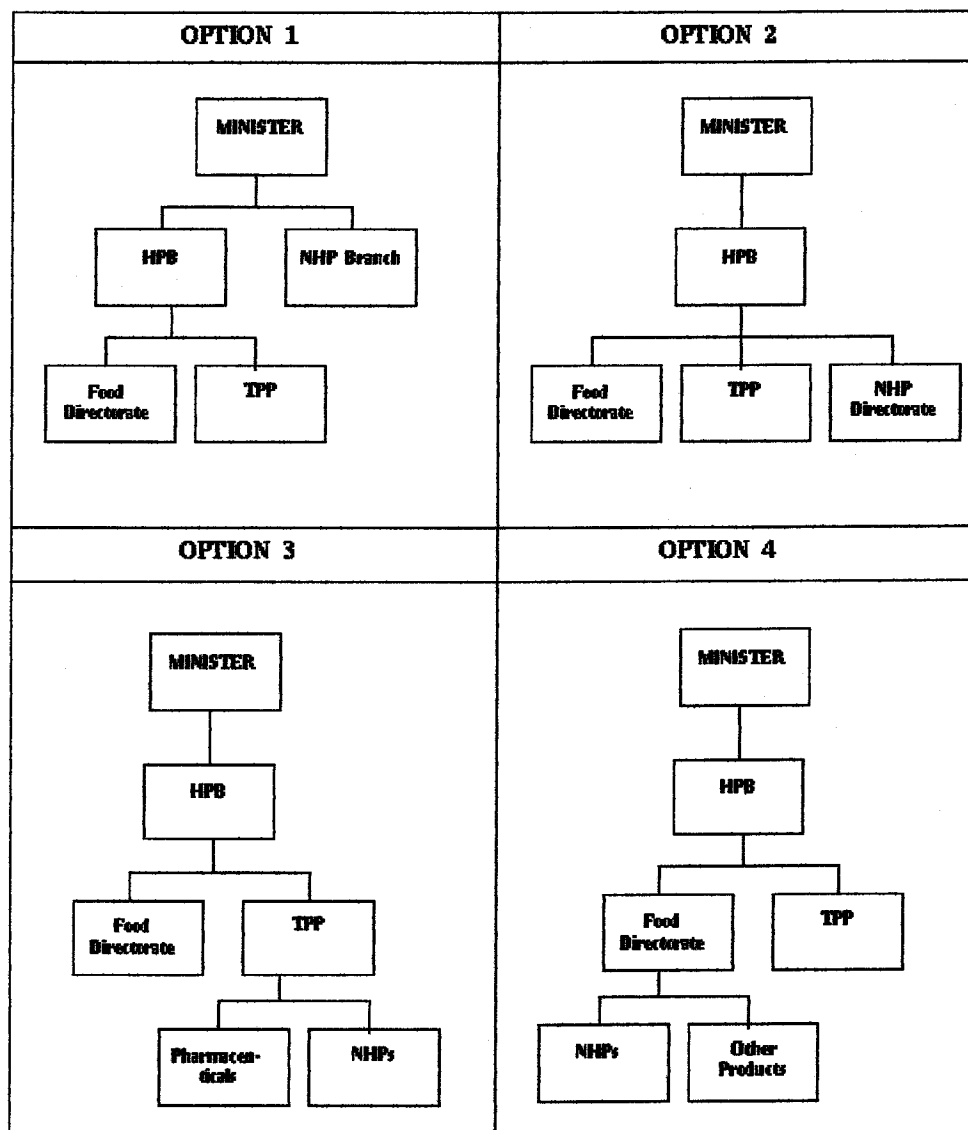 OPTION 1
MINISTER
HPB
NHP Branch
Food
Directorate
TPP
OPTION 2
MINISTER
HPB
Food
Directorate
TPP
NHP
Directorate
OPTION 3
MINISTER
HPB
Food
Directorate
TPP
Pharmaceu-
ticals
NHPs
OPTION 4
MINISTER
HPB
Food
Directorate
TPP
NHPs
Other
Products